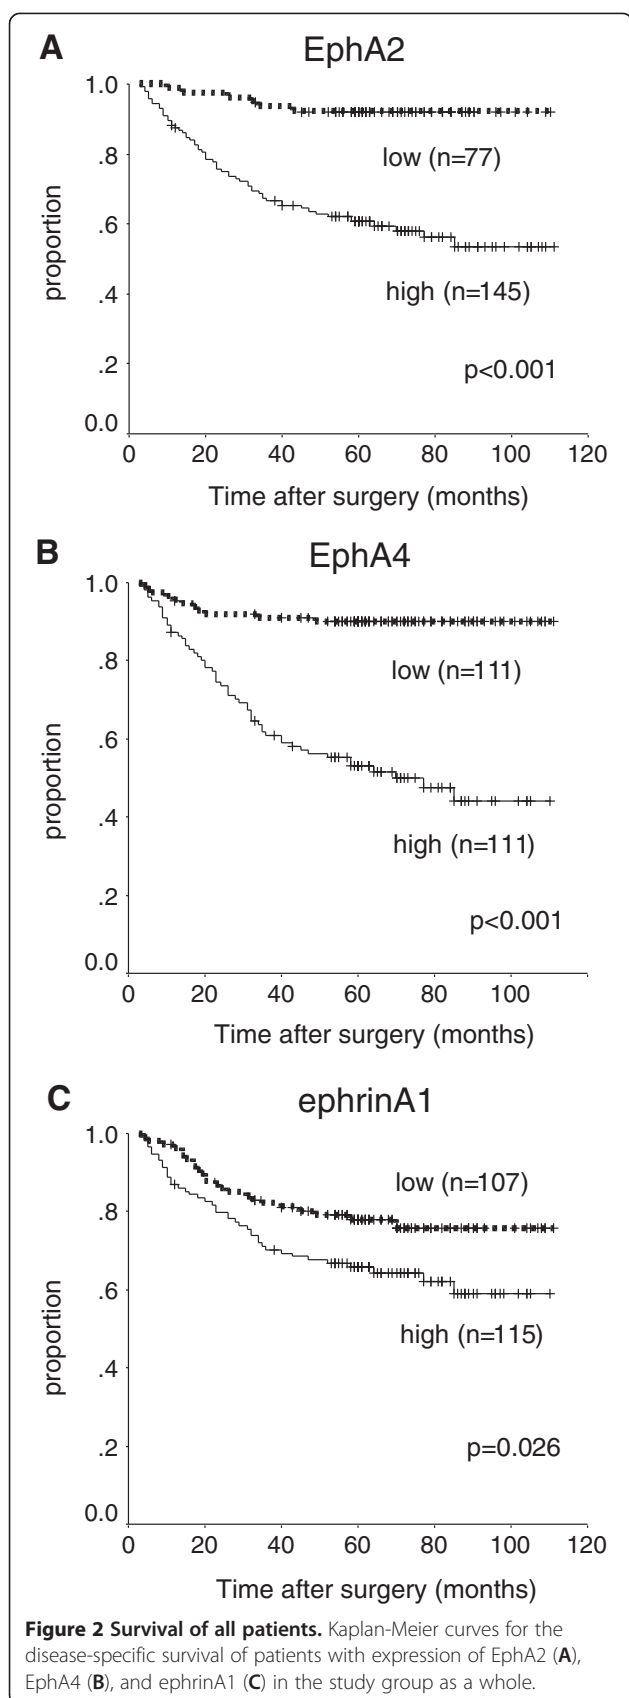 A
EphA2
1.0
.8
.6
.4
.2
0.0
proportion
low (n=77)
high (n=145)
p<0.001
0 20 40 60 80 100 120
Time after surgery (months)
B
EphA4
1.0
.8
.6
.4
.2
0.0
proportion
low (n=111)
high (n=111)
p<0.001
0 20 40 60 80 100
Time after surgery (months)
C
ephrinA1
1.0
.8
.6
.4
.2
0.0
proportion
low (n=107)
high (n=115)
p=0.026
0 20 40 60 80 100 120
Time after surgery (months)
Figure 2 Survival of all patients. Kaplan-Meier curves for the
disease-specific survival of patients with expression of EphA2 (A),
EphA4 (B), and ephrinA1 (C) in the study group as a whole.